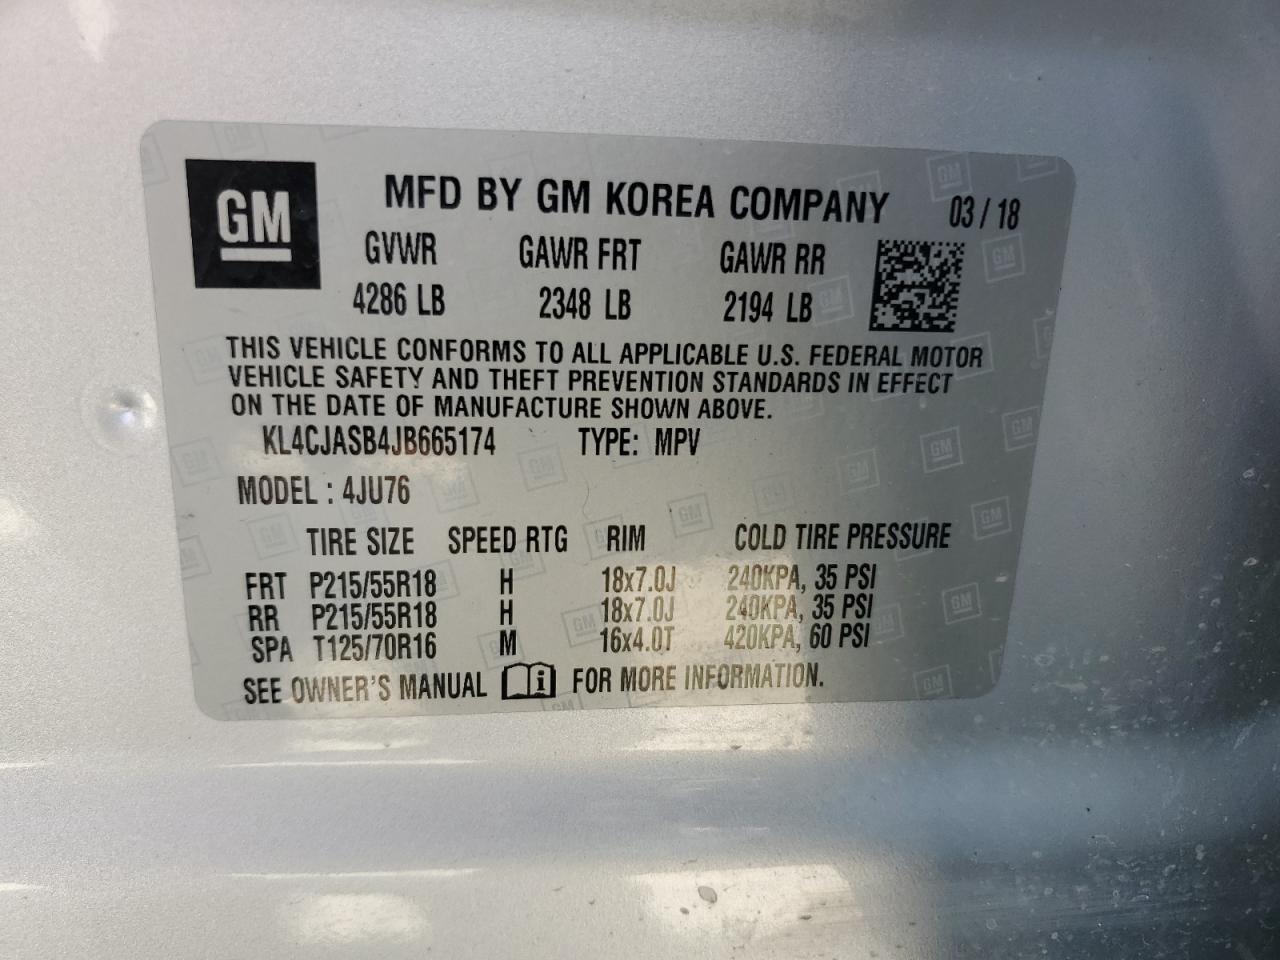 GM
MFD BY GM KOREA COMPANY 03 / 18
GVWR GAWR FRT GAWR RR
4286 LB 2348 LB 2194 LB
THIS VEHICLE CONFORMS TO ALL APPLICABLE U.S. FEDERAL MOTOR
VEHICLE SAFETY AND THEFT PREVENTION STANDARDS IN EFFECT
ON THE DATE OF MANUFACTURE SHOWN ABOVE.
KL4CJASB4JB665174 TYPE: MPV
MODEL : 4JU76
TIRE SIZE SPEED RTG RIM COLD TIRE PRESSURE
FRT P215/55R18 H 18x7.0J 240KPA, 35 PSI
RR P215/55R18 H 18x7.0J 240KPA, 35 PSI
SPA T125/70R16 M 16x4.0T 420KPA, 60 PSI
SEE OWNER'S MANUAL i FOR MORE INFORMATION.